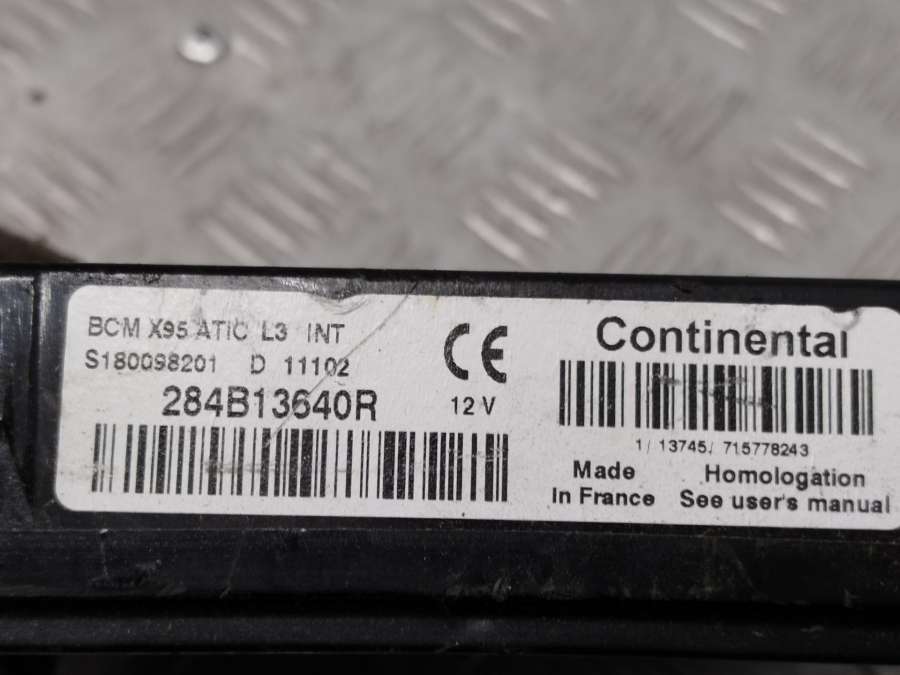 BCM X95 ATIC L3 INT
S180098201 D 11102
284B13640R
CE
12 V
Continental
1/ 13745/ 715778243
Made
In France
Homologation
See user's manual